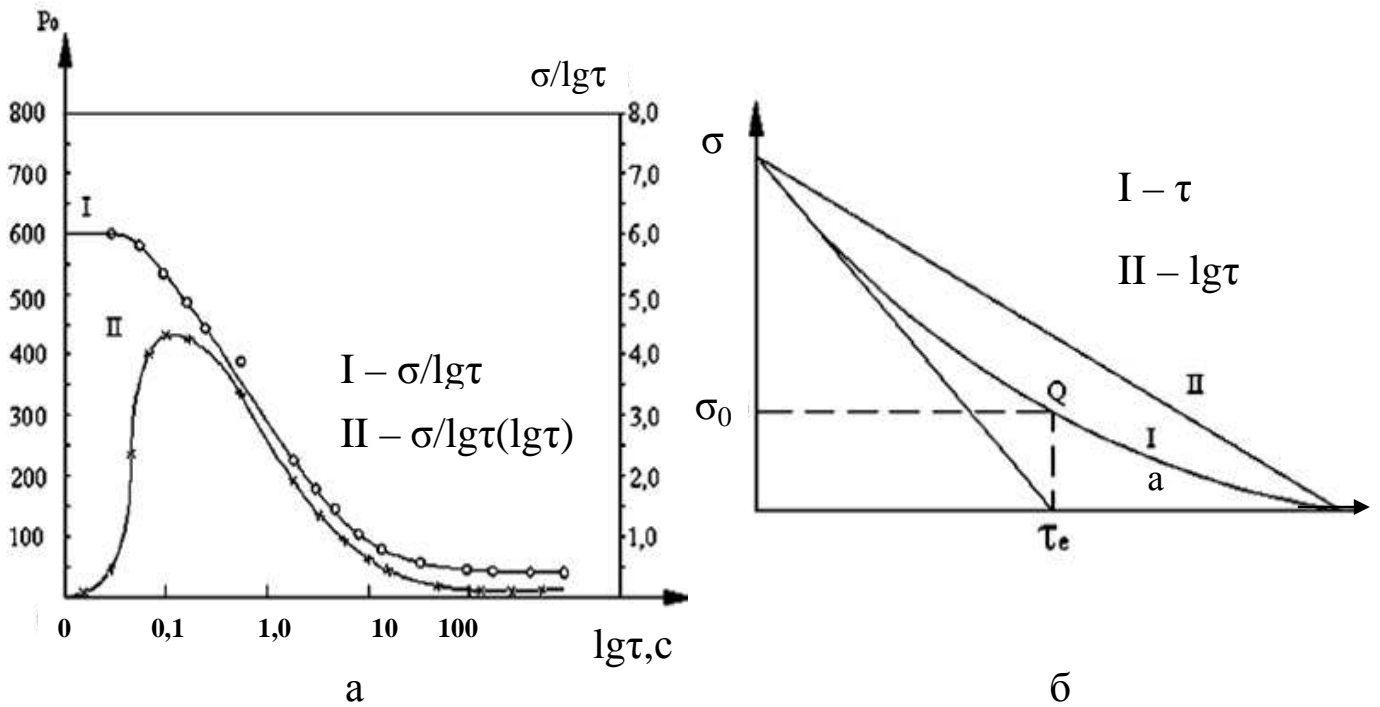 P₀
σ/lgτ
800
700
600
500
400
300
200
100
8,0
7,0
6,0
5,0
4,0
3,0
2,0
1,0
I
II
I – σ/lgτ
II – σ/lgτ(lgτ)
0 0,1 1,0 10 100
lgτ,с
а
σ
I – τ
II – lgτ
σ₀
Q
II
I
а
τₑ
б